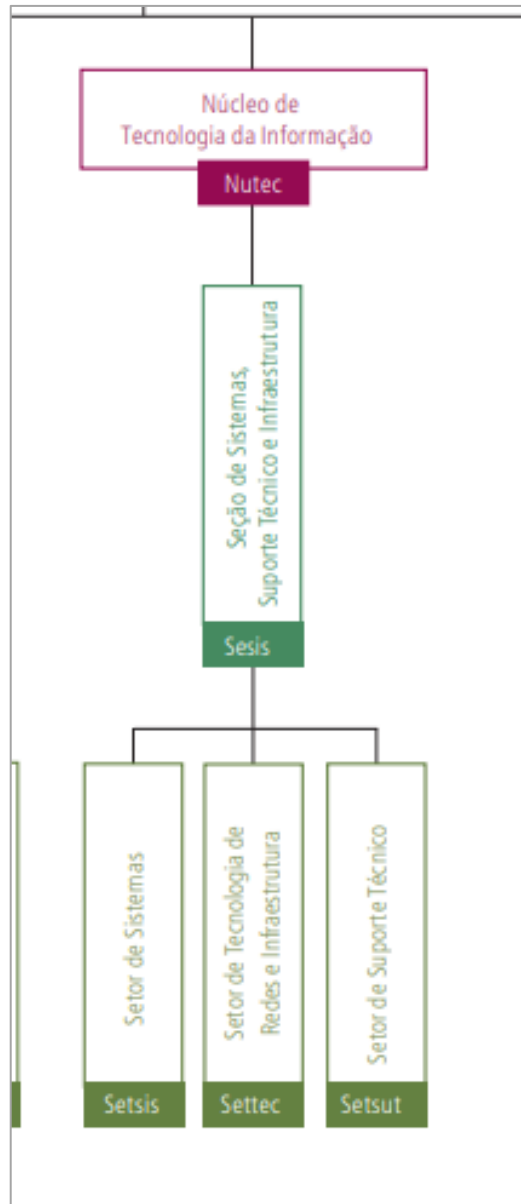 Núcleo de
Tecnologia da Informação
Nutec
Seção de Sistemas,
Suporte Técnico e Infraestrutura
Sesis
Setor de Sistemas
Setsis
Setor de Tecnologia de
Redes e Infraestrutura
Settec
Setor de Suporte Técnico
Setsut